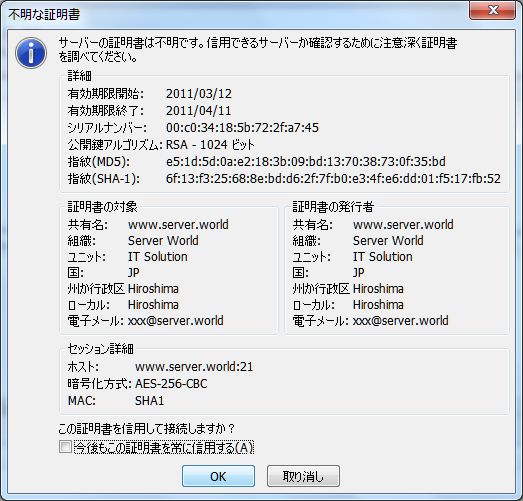 不明な証明書
サーバーの証明書は不明です。信用できるサーバーか確認するために注意深く証明書
を調べてください。
詳細
有効期限開始: 2011/03/12
有効期限終了: 2011/04/11
シリアルナンバー: 00:c0:34:18:5b:72:2f:a7:45
公開鍵アルゴリズム: RSA - 1024 ビット
指紋(MD5): e5:1d:5d:0a:e2:18:3b:09:bd:13:70:38:73:0f:35:bd
指紋(SHA-1): 6f:13:f3:25:68:8e:bd:d6:2f:7f:b0:e3:4f:e6:dd:01:f5:17:fb:52
証明書の対象
共有名: www.server.world
組織: Server World
ユニット: IT Solution
国: JP
州か行政区 Hiroshima
ローカル: Hiroshima
電子メール: xxx@server.world
証明書の発行者
共有名: www.server.world
組織: Server World
ユニット: IT Solution
国: JP
州か行政区 Hiroshima
ローカル: Hiroshima
電子メール: xxx@server.world
セッション詳細
ホスト: www.server.world:21
暗号化方式: AES-256-CBC
MAC: SHA1
この証明書を信用して接続しますか？
今後もこの証明書を常に信用する(A)
OK
取り消し